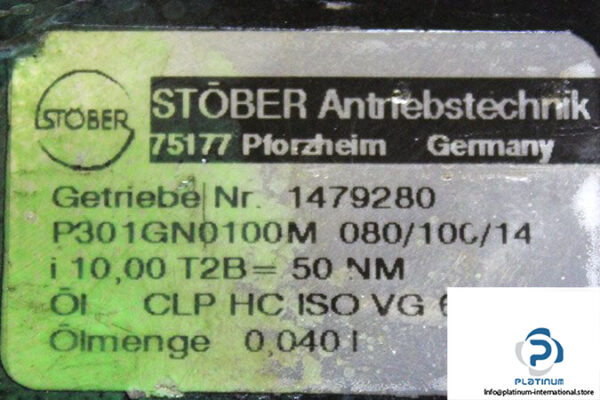 STÖBER
STÖBER Antriebstechnik
75177 Pforzheim Germany
Getriebe Nr. 1479280
P301GN0100M 080/100/14
i 10,00 T2B= 50 NM
Öl CLP HC ISO VG
Ölmenge 0,040 l
PLATINUM
Info@platinum-international.store